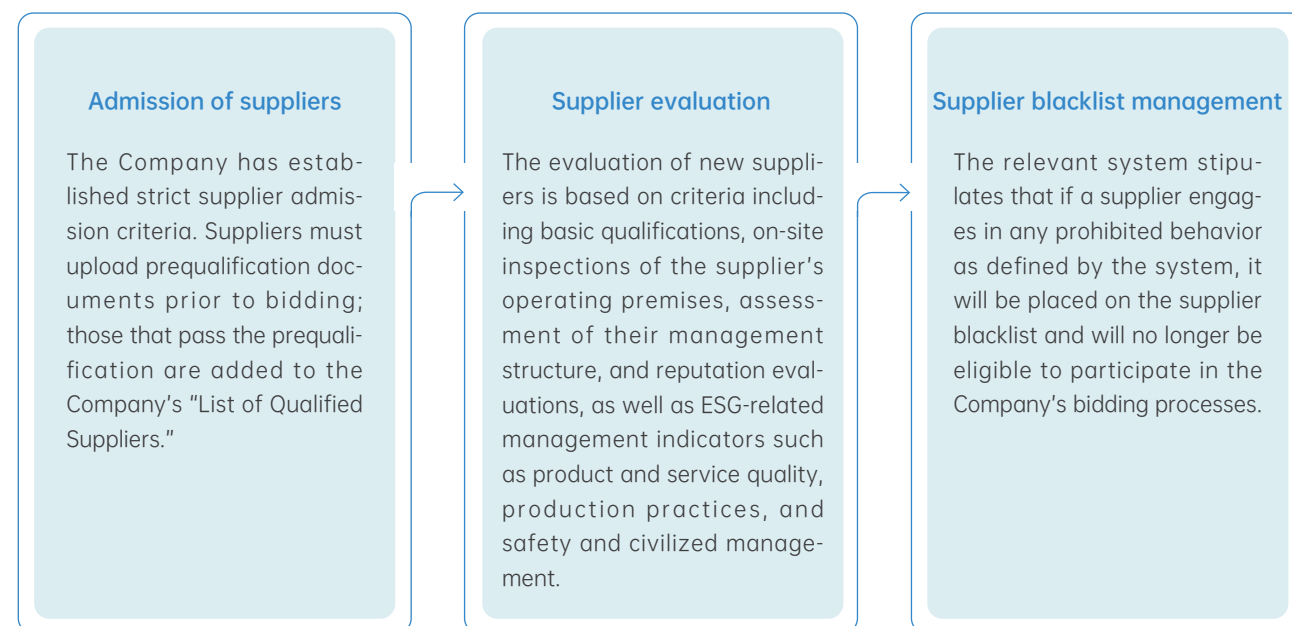 Admission of suppliers
The Company has estab-
lished strict supplier admis-
sion criteria. Suppliers must
upload prequalification doc-
uments prior to bidding;
those that pass the prequali-
fication are added to the
Company's “List of Qualified
Suppliers.”
Supplier evaluation
The evaluation of new suppli-
ers is based on criteria includ-
ing basic qualifications, on-site
inspections of the supplier's
operating premises, assess-
ment of their management
structure, and reputation eval-
uations, as well as ESG-related
management indicators such
as product and service quality,
production practices, and
safety and civilized manage-
ment.
Supplier blacklist management
The relevant system stipu-
lates that if a supplier engag-
es in any prohibited behavior
as defined by the system, it
will be placed on the supplier
blacklist and will no longer be
eligible to participate in the
Company's bidding processes.